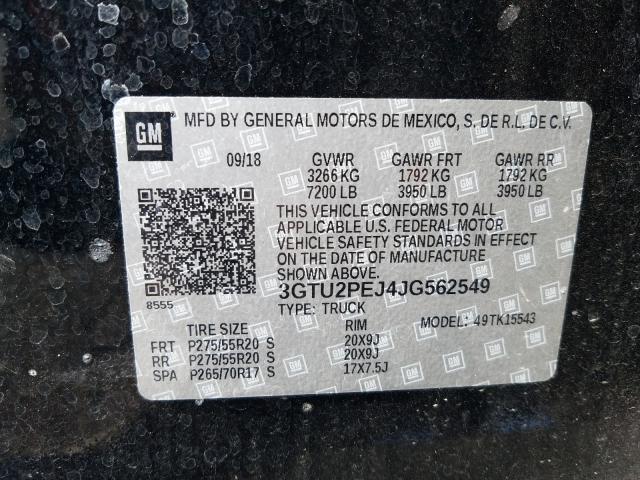 GM
MFD BY GENERAL MOTORS DE MEXICO, S. DE R.L. DE C.V.
09/18 GVWR GAWR FRT GAWR RR
3266 KG 1792 KG 1792 KG
7200 LB 3950 LB 3950 LB
THIS VEHICLE CONFORMS TO ALL
APPLICABLE U.S. FEDERAL MOTOR
VEHICLE SAFETY STANDARDS IN EFFECT
ON THE DATE OF MANUFACTURE
SHOWN ABOVE.
8555 3GTU2PEJ4JG562549
TYPE: TRUCK MODEL: 49TK15543
TIRE SIZE RIM
FRT P275/55R20 S 20X9J
RR P275/55R20 S 20X9J
SPA P265/70R17 S 17X7.5J